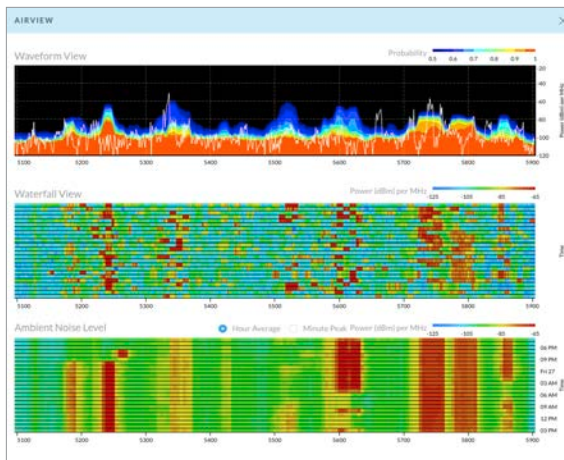 AIRVIEW
Waveform View
Probability
0.5 0.6 0.7 0.8 0.9 1
20
40
60
80
100
120
Power (dBm) per MHz
5100 5200 5300 5400 5500 5600 5700 5800 5900
Waterfall View
Power (dBm) per MHz
-125 -105 -85 -65
Time
5100 5200 5300 5400 5500 5600 5700 5800 5900
Ambient Noise Level
Hour Average Minute Peak Power (dBm) per MHz
-125 -105 -85 -65
06 PM
09 PM
Fri 27
03 AM
06 AM
09 AM
12 PM
03 PM
Time
5100 5200 5300 5400 5500 5600 5700 5800 5900